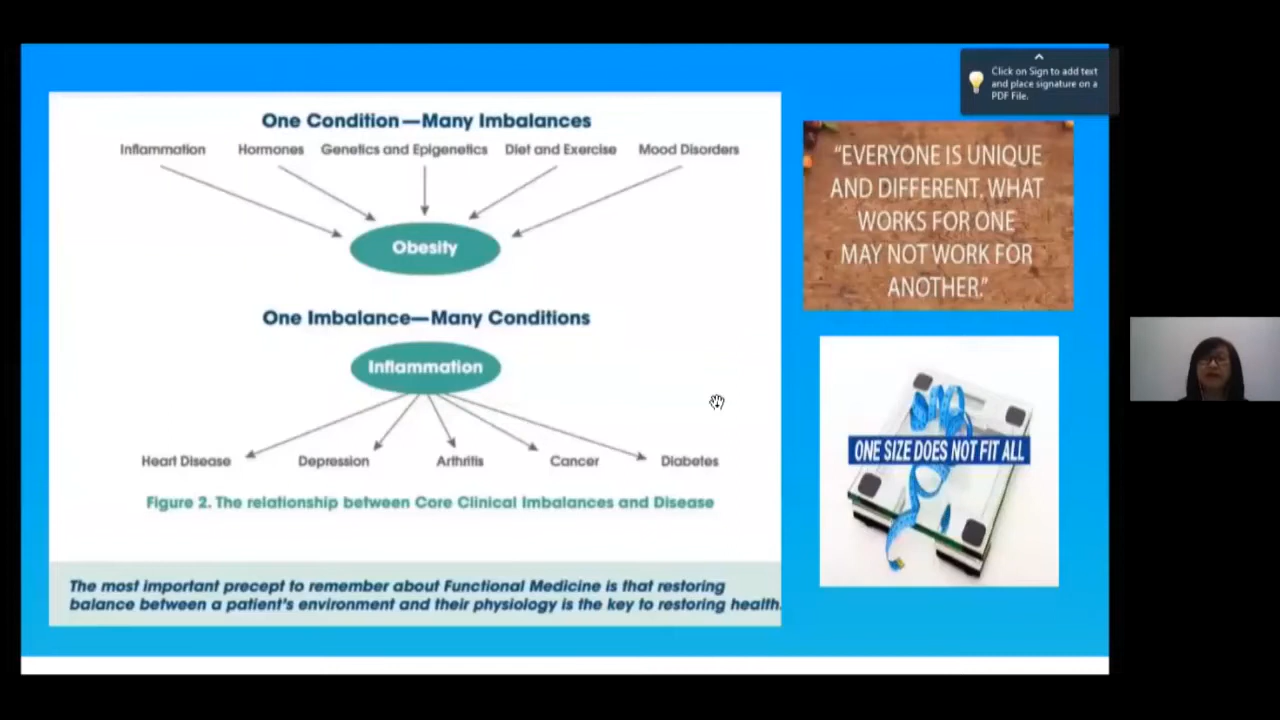 One Condition—Many Imbalances
Inflammation Hormones Genetics and Epigenetics Diet and Exercise Mood Disorders
Obesity
One Imbalance—Many Conditions
Inflammation
Heart Disease Depression Arthritis Cancer Diabetes
Figure 2. The relationship between Core Clinical Imbalances and Disease
The most important precept to remember about Functional Medicine is that restoring
balance between a patient's environment and their physiology is the key to restoring health.
Click on Sign to add text
and place signature on a
PDF File.
"EVERYONE IS UNIQUE
AND DIFFERENT. WHAT
WORKS FOR ONE
MAY NOT WORK FOR
ANOTHER."
ONE SIZE DOES NOT FIT ALL